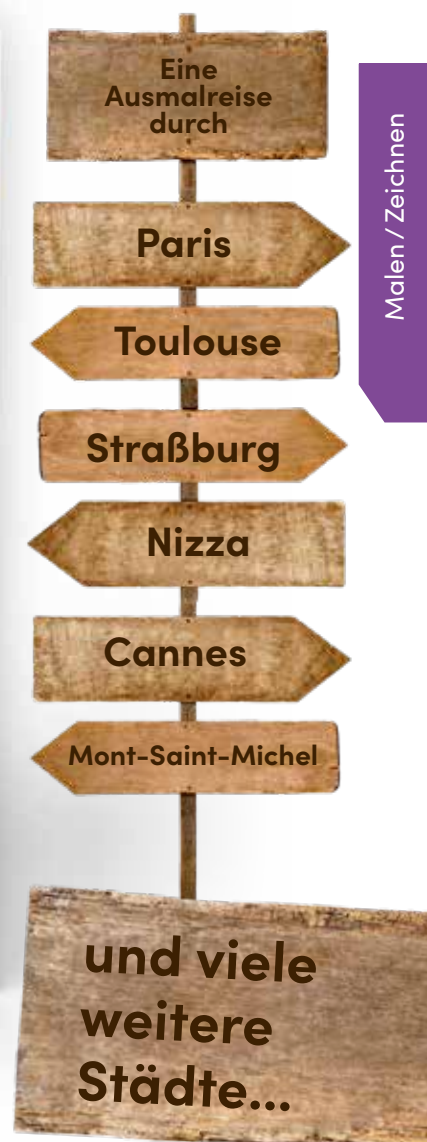 Eine
Ausmalreise
durch
Paris
Toulouse
Straßburg
Nizza
Cannes
Mont-Saint-Michel
und viele
weitere
Städte...
Malen / Zeichnen